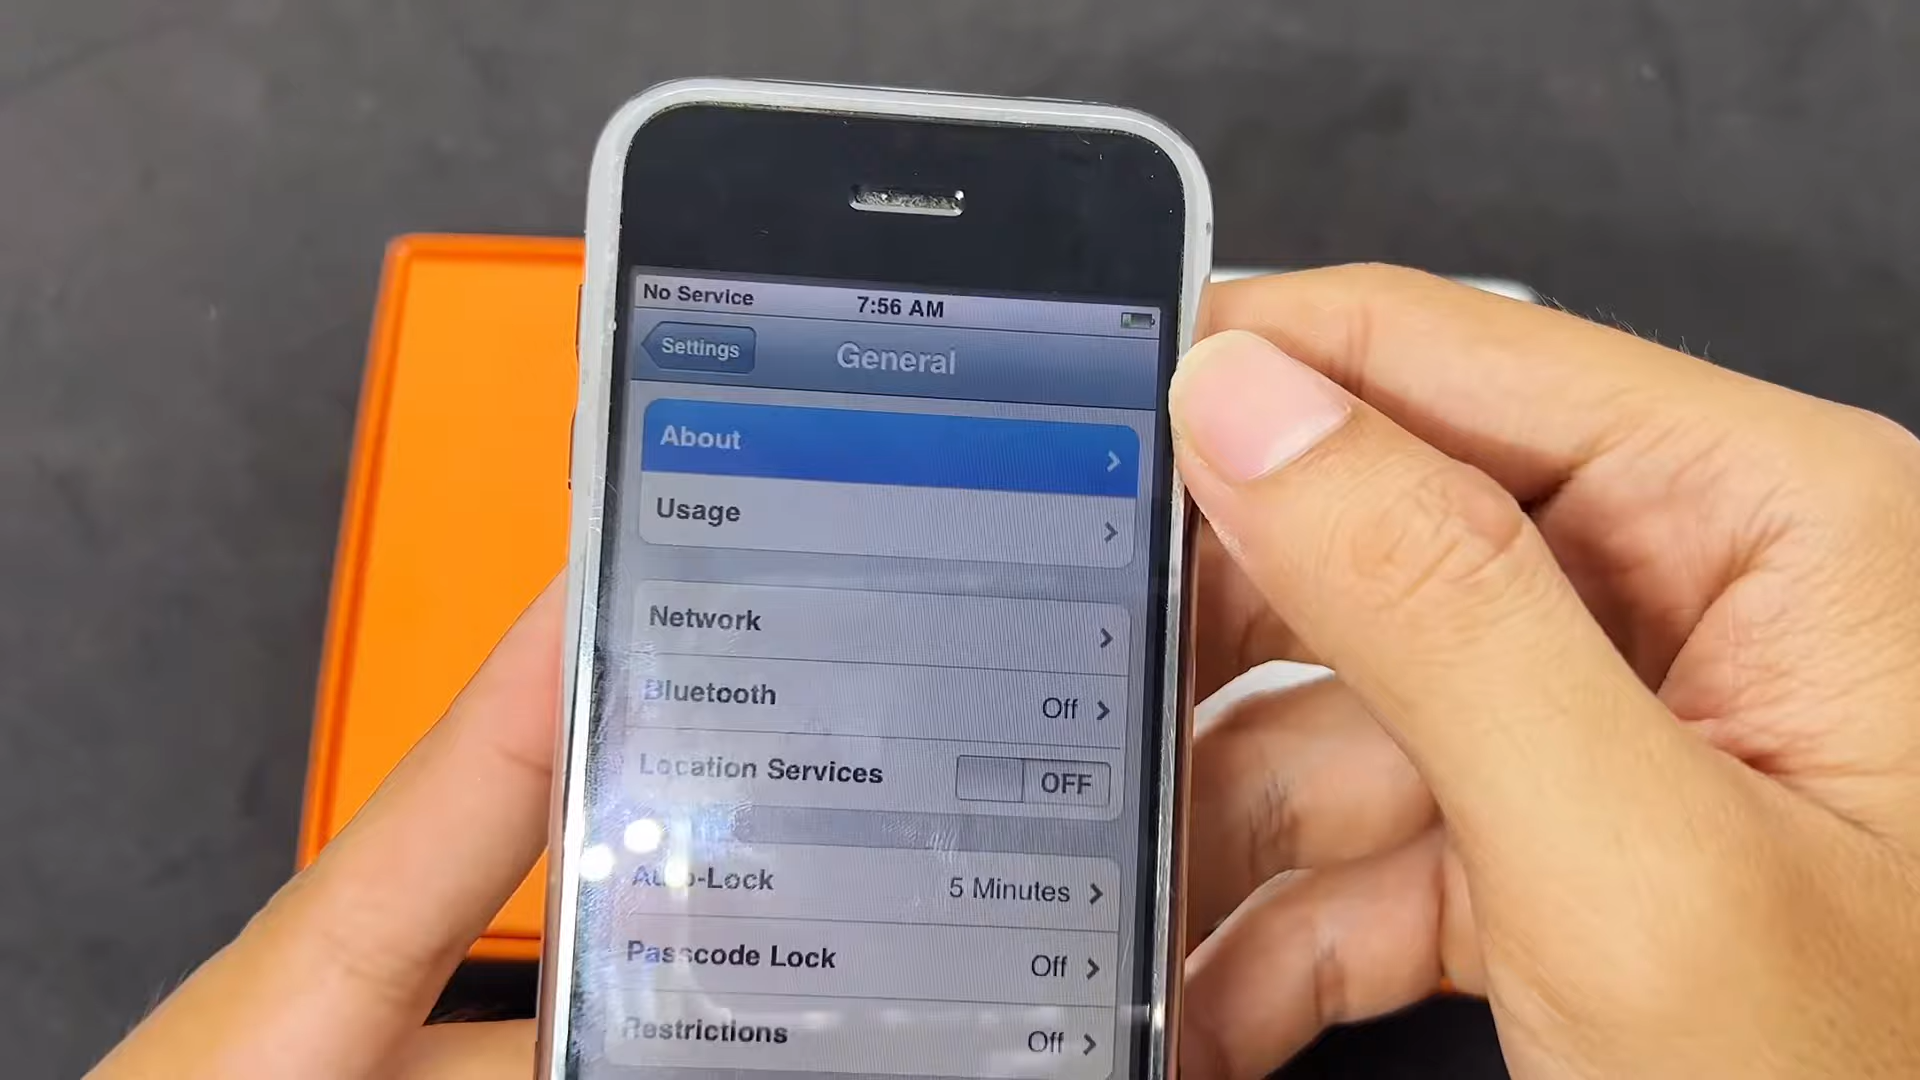 No Service 7:56 AM
Settings General
About
Usage
Network
Bluetooth Off
Location Services OFF
Auto-Lock 5 Minutes
Passcode Lock Off
Restrictions Off